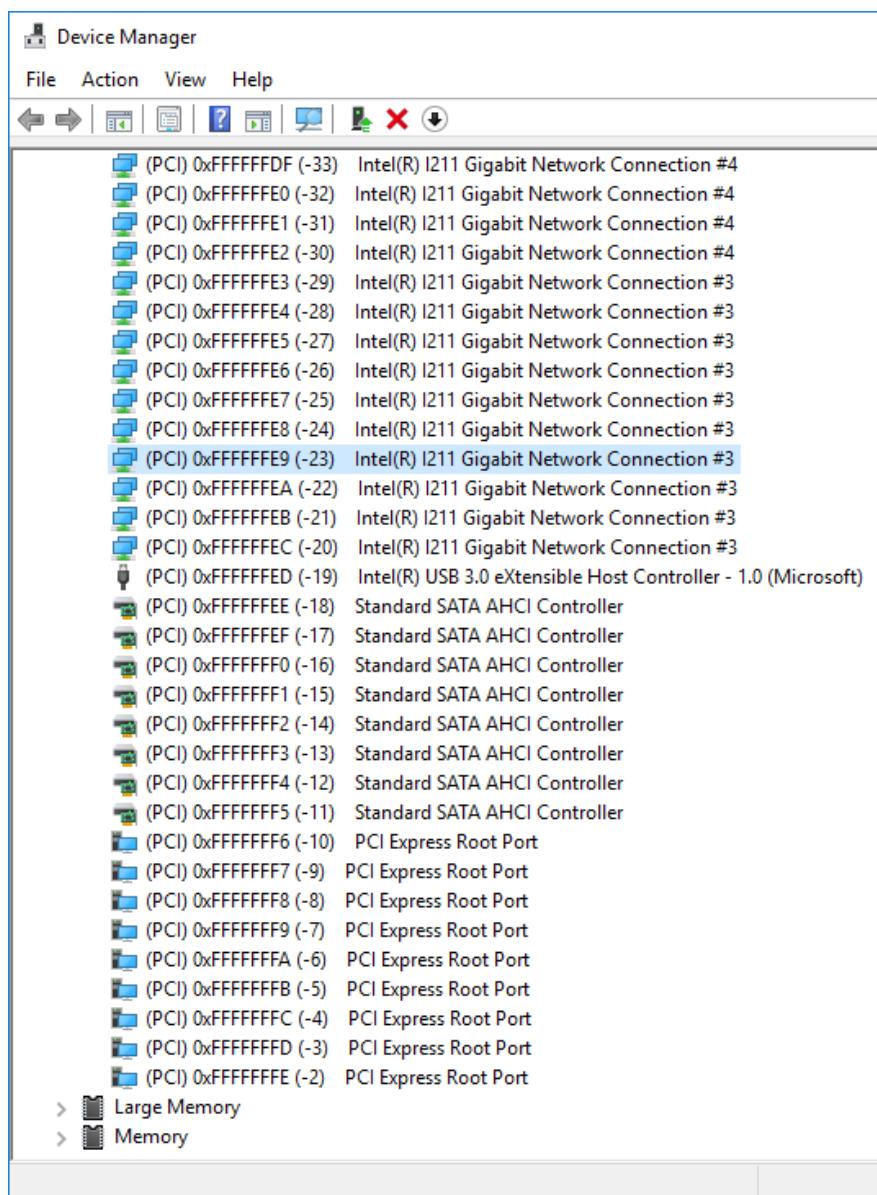 Device Manager
File Action View Help
(PCI) 0xFFFFFFDF (-33) Intel(R) I211 Gigabit Network Connection #4
(PCI) 0xFFFFFFE0 (-32) Intel(R) I211 Gigabit Network Connection #4
(PCI) 0xFFFFFFE1 (-31) Intel(R) I211 Gigabit Network Connection #4
(PCI) 0xFFFFFFE2 (-30) Intel(R) I211 Gigabit Network Connection #4
(PCI) 0xFFFFFFE3 (-29) Intel(R) I211 Gigabit Network Connection #3
(PCI) 0xFFFFFFE4 (-28) Intel(R) I211 Gigabit Network Connection #3
(PCI) 0xFFFFFFE5 (-27) Intel(R) I211 Gigabit Network Connection #3
(PCI) 0xFFFFFFE6 (-26) Intel(R) I211 Gigabit Network Connection #3
(PCI) 0xFFFFFFE7 (-25) Intel(R) I211 Gigabit Network Connection #3
(PCI) 0xFFFFFFE8 (-24) Intel(R) I211 Gigabit Network Connection #3
(PCI) 0xFFFFFFE9 (-23) Intel(R) I211 Gigabit Network Connection #3
(PCI) 0xFFFFFFEA (-22) Intel(R) I211 Gigabit Network Connection #3
(PCI) 0xFFFFFFEB (-21) Intel(R) I211 Gigabit Network Connection #3
(PCI) 0xFFFFFFEC (-20) Intel(R) I211 Gigabit Network Connection #3
(PCI) 0xFFFFFFED (-19) Intel(R) USB 3.0 eXtensible Host Controller - 1.0 (Microsoft)
(PCI) 0xFFFFFFEE (-18) Standard SATA AHCI Controller
(PCI) 0xFFFFFFEF (-17) Standard SATA AHCI Controller
(PCI) 0xFFFFFFF0 (-16) Standard SATA AHCI Controller
(PCI) 0xFFFFFFF1 (-15) Standard SATA AHCI Controller
(PCI) 0xFFFFFFF2 (-14) Standard SATA AHCI Controller
(PCI) 0xFFFFFFF3 (-13) Standard SATA AHCI Controller
(PCI) 0xFFFFFFF4 (-12) Standard SATA AHCI Controller
(PCI) 0xFFFFFFF5 (-11) Standard SATA AHCI Controller
(PCI) 0xFFFFFFF6 (-10) PCI Express Root Port
(PCI) 0xFFFFFFF7 (-9) PCI Express Root Port
(PCI) 0xFFFFFFF8 (-8) PCI Express Root Port
(PCI) 0xFFFFFFF9 (-7) PCI Express Root Port
(PCI) 0xFFFFFFFA (-6) PCI Express Root Port
(PCI) 0xFFFFFFFB (-5) PCI Express Root Port
(PCI) 0xFFFFFFFC (-4) PCI Express Root Port
(PCI) 0xFFFFFFFD (-3) PCI Express Root Port
(PCI) 0xFFFFFFFE (-2) PCI Express Root Port
Large Memory
Memory